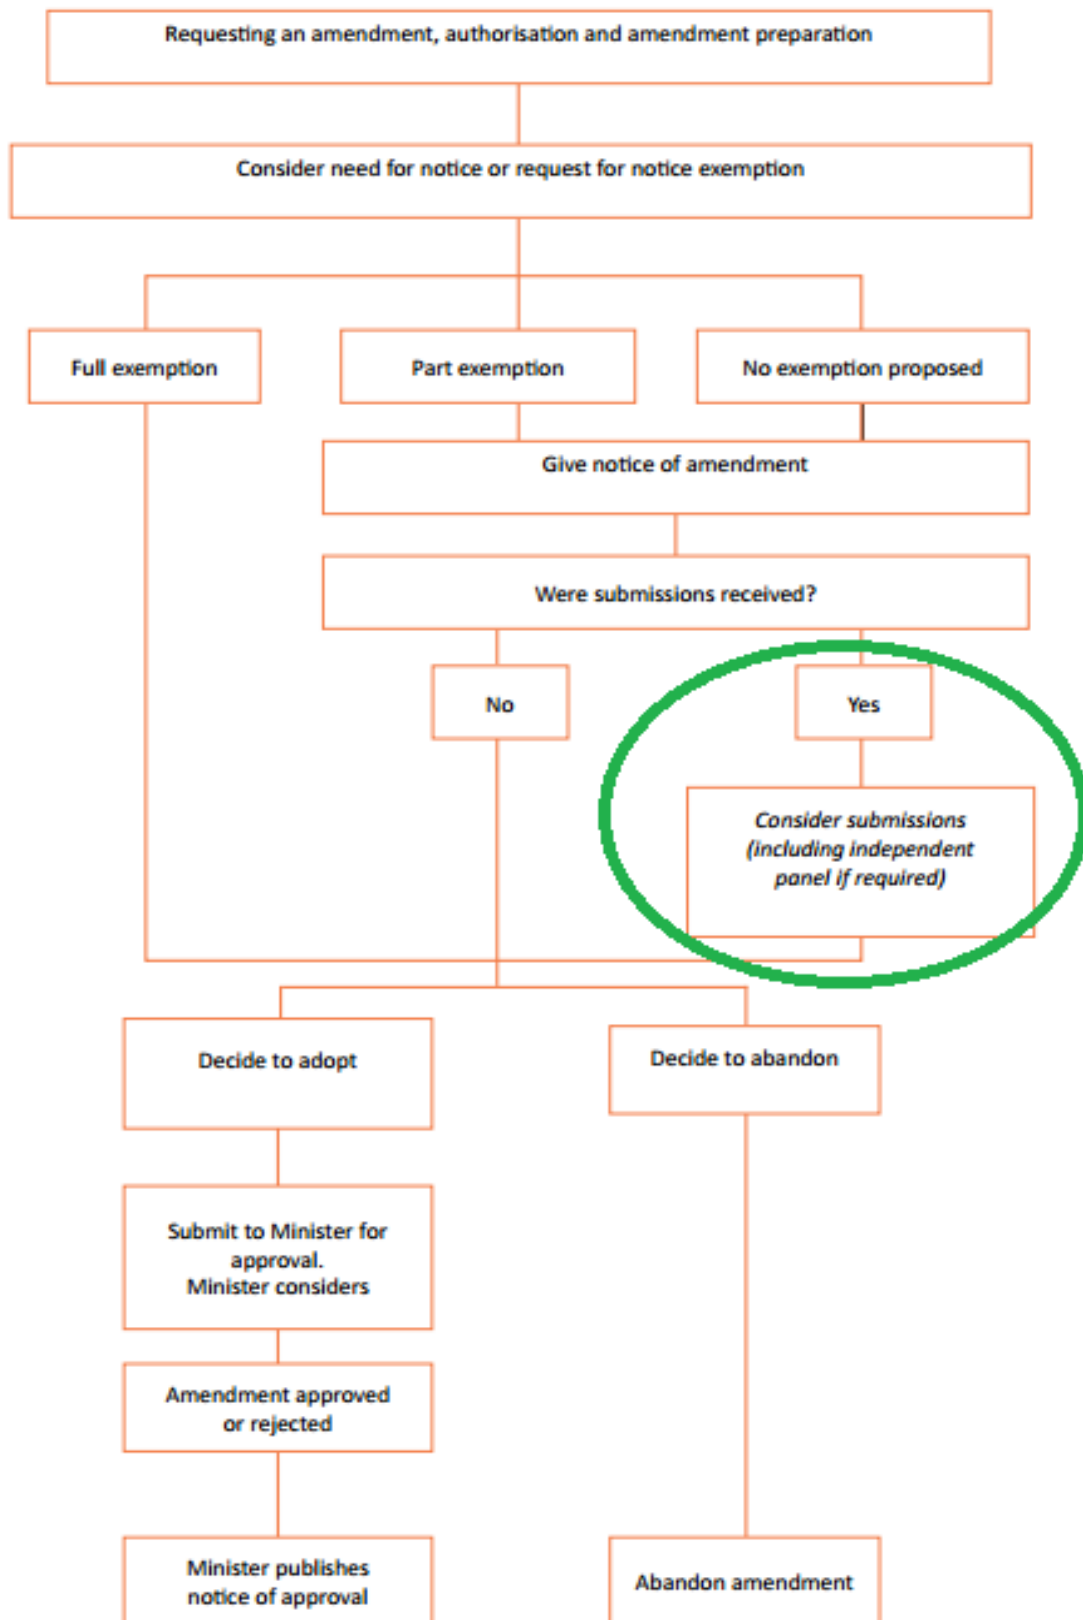 Requesting an amendment, authorisation and amendment preparation
Consider need for notice or request for notice exemption
Full exemption
Part exemption
No exemption proposed
Give notice of amendment
Were submissions received?
No
Yes
Consider submissions
(including independent
panel if required)
Decide to adopt
Decide to abandon
Submit to Minister for
approval.
Minister considers
Amendment approved
or rejected
Minister publishes
notice of approval
Abandon amendment